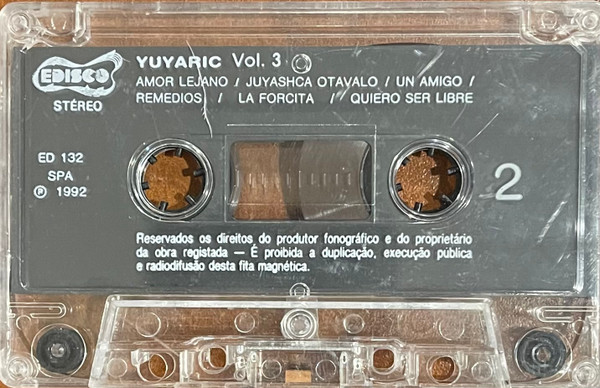 EDISCO
STÉREO
YUYARIC Vol. 3
AMOR LEJANO / JUYASHCA OTAVALO / UN AMIGO /
REMEDIOS / LA FORCITA / QUIERO SER LIBRE
ED 132
SPA
℗ 1992
2
Reservados os direitos do produtor fonográfico e do proprietário
da obra registada — É proibida a duplicação, execução pública
e radiodifusão desta fita magnética.